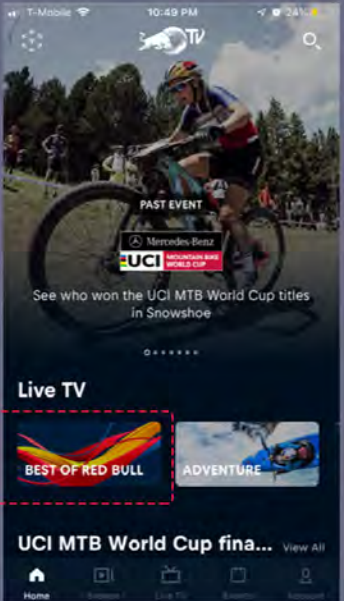 T-Mobile 10:49 PM 24%
TV
PAST EVENT
Mercedes-Benz
UCI MOUNTAIN BIKE WORLD CUP
See who won the UCI MTB World Cup titles
in Snowshoe
Live TV
BEST OF RED BULL ADVENTURE
UCI MTB World Cup fina... View All
Home Live TV Events Account